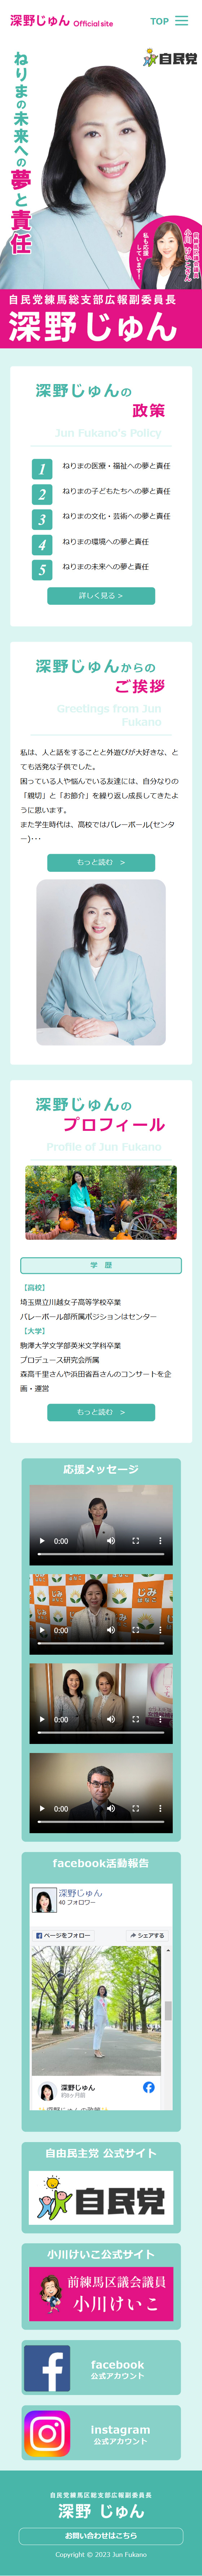 深野じゅん Official site
TOP
自民党
ねりまの未来への
夢と責任
私も応援
しています!
前練馬区議会議員
小川 けいこさん
自民党練馬総支部広報副委員長
深野じゅん
深野じゅんの
政策
Jun Fukano's Policy
1 ねりまの医療・福祉への夢と責任
2 ねりまの子どもたちへの夢と責任
3 ねりまの文化・芸術への夢と責任
4 ねりまの環境への夢と責任
5 ねりまの未来への夢と責任
詳しく見る >
深野じゅんからの
ご挨拶
Greetings from Jun
Fukano
私は、人と話をすることと外遊びが大好きな、と
ても活発な子供でした。
困っている人や悩んでいる友達には、自分なりの
「親切」と「お節介」を繰り返し成長してきたよ
うに思います。
また学生時代は、高校ではバレーボール(センタ
ー)･･･
もっと読む >
深野じゅんの
プロフィール
Profile of Jun Fukano
学 歴
【高校】
埼玉県立川越女子高等学校卒業
バレーボール部所属ポジションはセンター
【大学】
駒澤大学文学部英米文学科卒業
プロデュース研究会所属
森高千里さんや浜田省吾さんのコンサートを企
画・運営
もっと読む >
応援メッセージ
0:00
0:00
0:00
0:00
facebook活動報告
深野じゅん
40 フォロワー
ページをフォロー
シェアする
深野じゅん
約8ヶ月前
深野じゅんの政策
自由民主党 公式サイト
自民党
小川けいこ公式サイト
前練馬区議会議員
小川けいこ
facebook
公式アカウント
Instagram
公式アカウント
自民党練馬区総支部広報副委員長
深野 じゅん
お問い合わせはこちら
Copyright © 2023 Jun Fukano